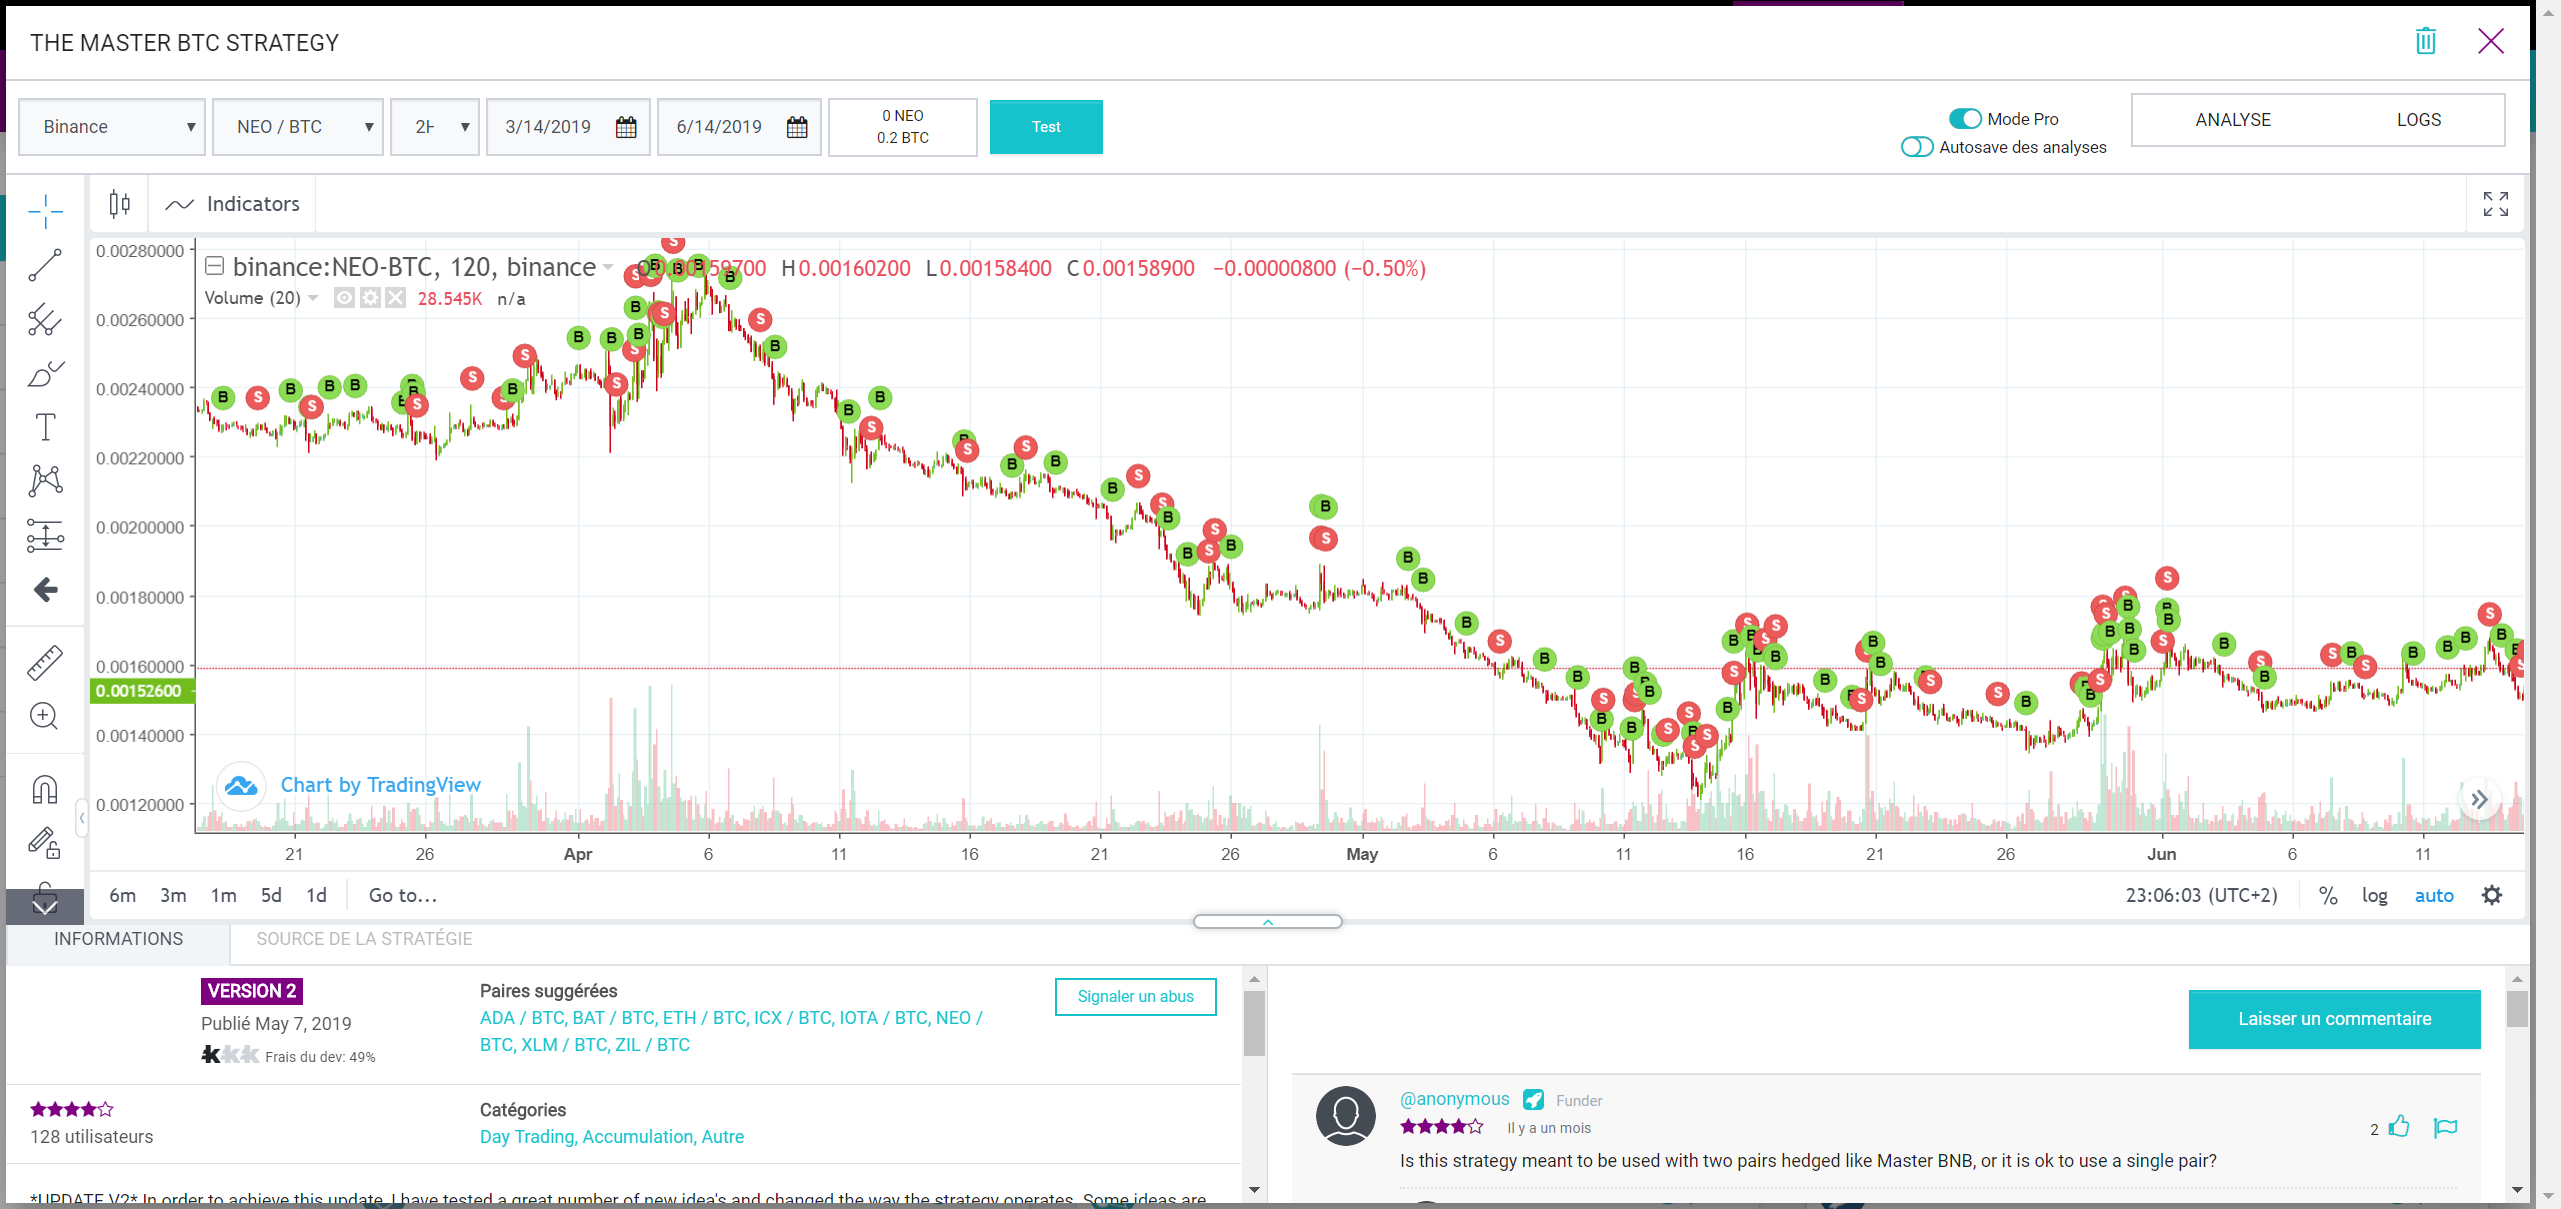 THE MASTER BTC STRATEGY
Binance
NEO / BTC
3/14/2019
6/14/2019
0 NEO
0.2 BTC
Test
Mode Pro
Autosave des analyses
ANALYSE
LOGS
Indicators
binance:NEO-BTC, 120, binance
H0.00160200 L0.00158400 C0.00158900 −0.00000800 (−0.50%)
Volume (20) 28.545K n/a
0.00280000
0.00260000
0.00240000
0.00220000
0.00200000
0.00180000
0.00160000
0.00152600
0.00140000
0.00120000
Chart by TradingView
21 26 Apr 6 11 16 21 26 May 6 11 16 21 26 Jun 6 11
6m 3m 1m 5d 1d Go to...
23:06:03 (UTC+2) % log auto
INFORMATIONS
SOURCE DE LA STRATÉGIE
VERSION 2
Publié May 7, 2019
Frais du dev: 49%
Paires suggérées
ADA / BTC, BAT / BTC, ETH / BTC, ICX / BTC, IOTA / BTC, NEO /
BTC, XLM / BTC, ZIL / BTC
Signaler un abus
128 utilisateurs
Catégories
Day Trading, Accumulation, Autre
*UPDATE V2* In order to achieve this update, I have tested a great number of new idea's and changed the way the strategy operates. Some ideas are
Laisser un commentaire
@anonymous
Funder
Il y a un mois
2
Is this strategy meant to be used with two pairs hedged like Master BNB, or it is ok to use a single pair?